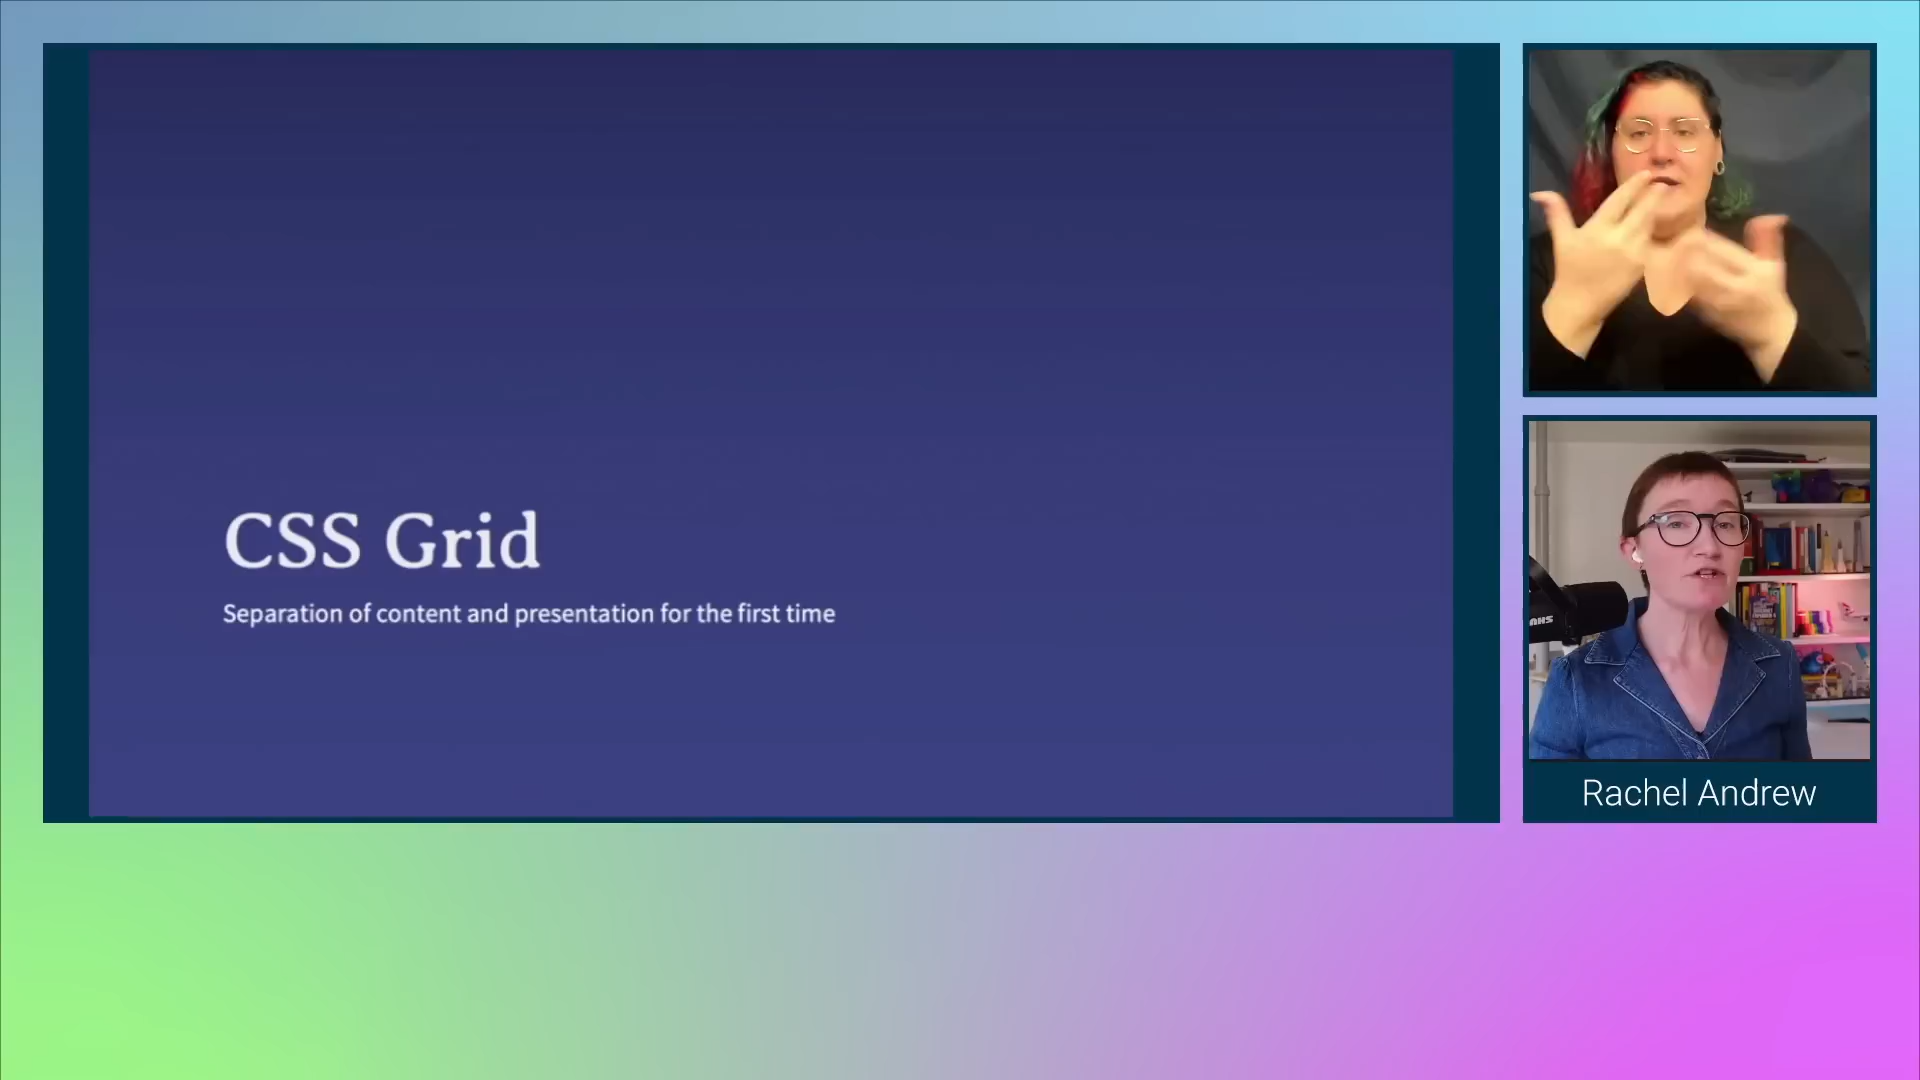 CSS Grid
Separation of content and presentation for the first time
Rachel Andrew